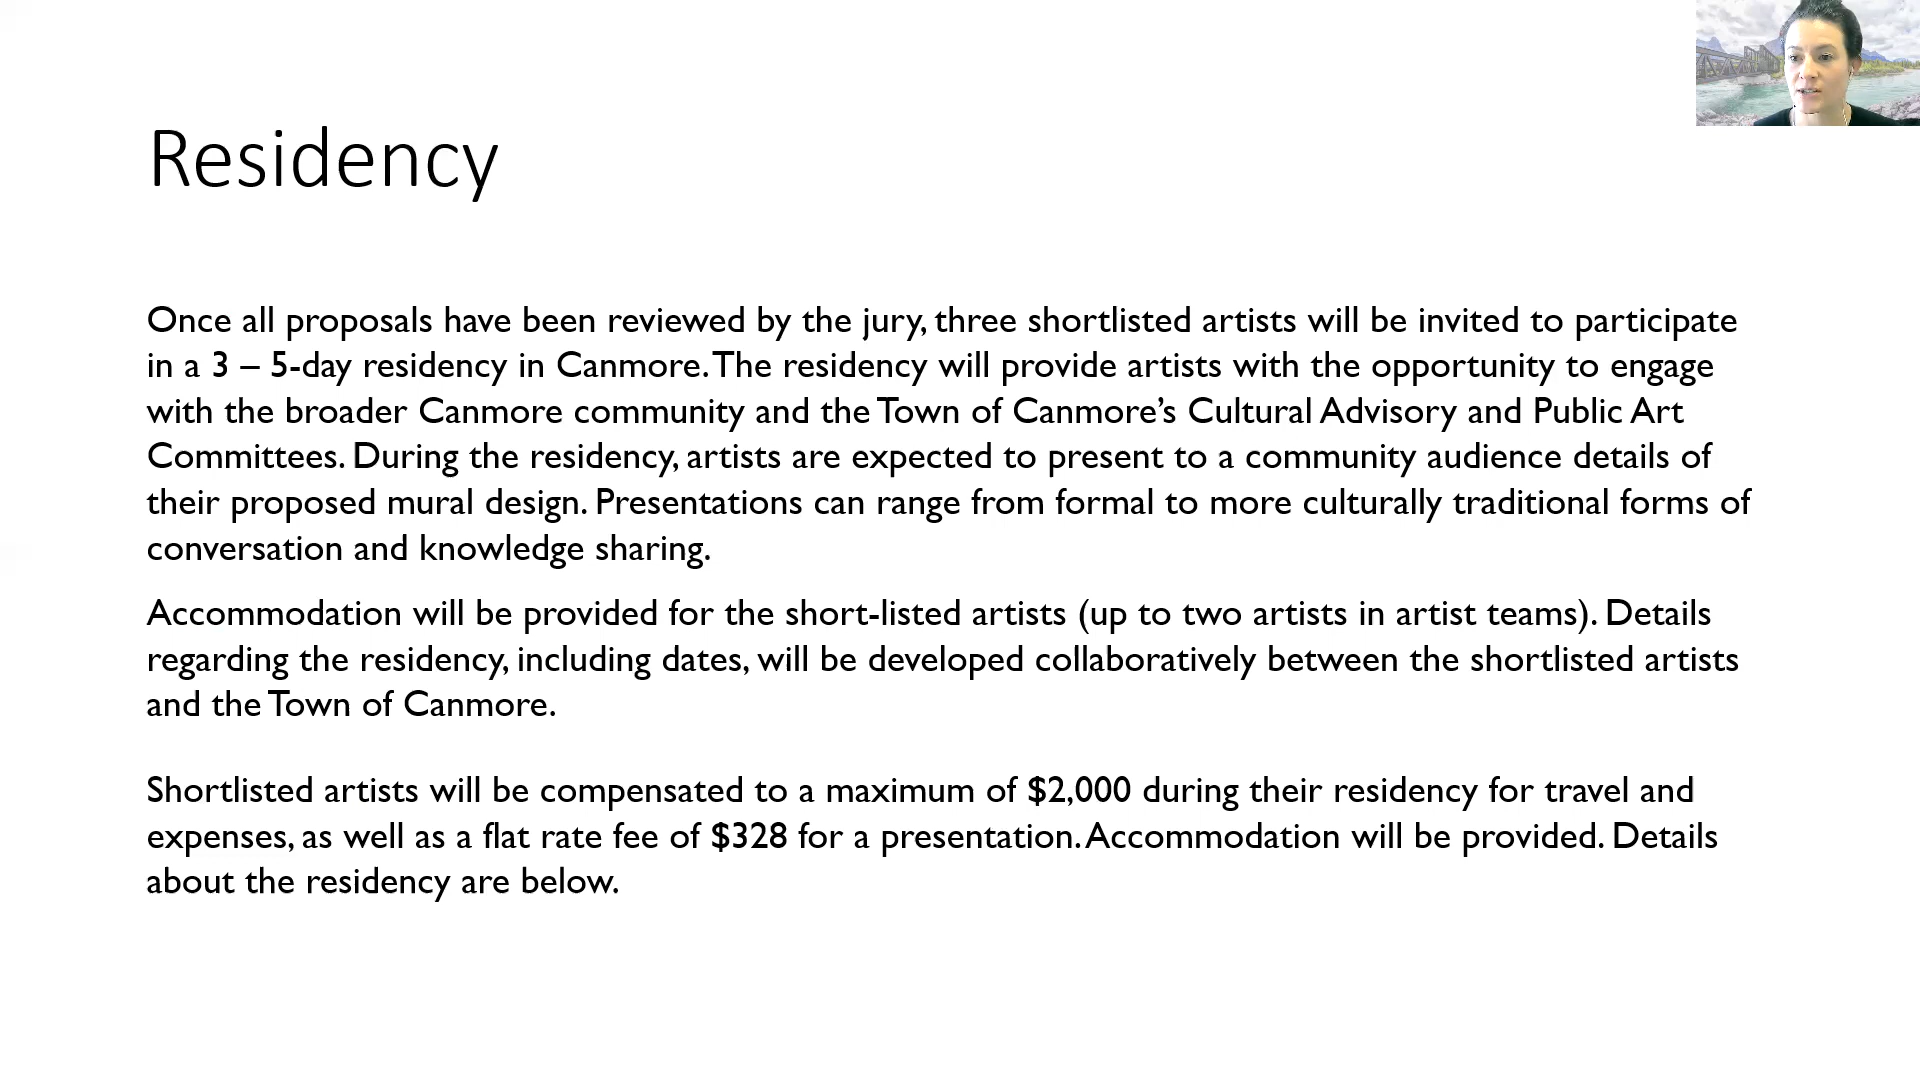 Residency
Once all proposals have been reviewed by the jury, three shortlisted artists will be invited to participate
in a 3 – 5-day residency in Canmore. The residency will provide artists with the opportunity to engage
with the broader Canmore community and the Town of Canmore’s Cultural Advisory and Public Art
Committees. During the residency, artists are expected to present to a community audience details of
their proposed mural design. Presentations can range from formal to more culturally traditional forms of
conversation and knowledge sharing.
Accommodation will be provided for the short-listed artists (up to two artists in artist teams). Details
regarding the residency, including dates, will be developed collaboratively between the shortlisted artists
and the Town of Canmore.
Shortlisted artists will be compensated to a maximum of $2,000 during their residency for travel and
expenses, as well as a flat rate fee of $328 for a presentation. Accommodation will be provided. Details
about the residency are below.